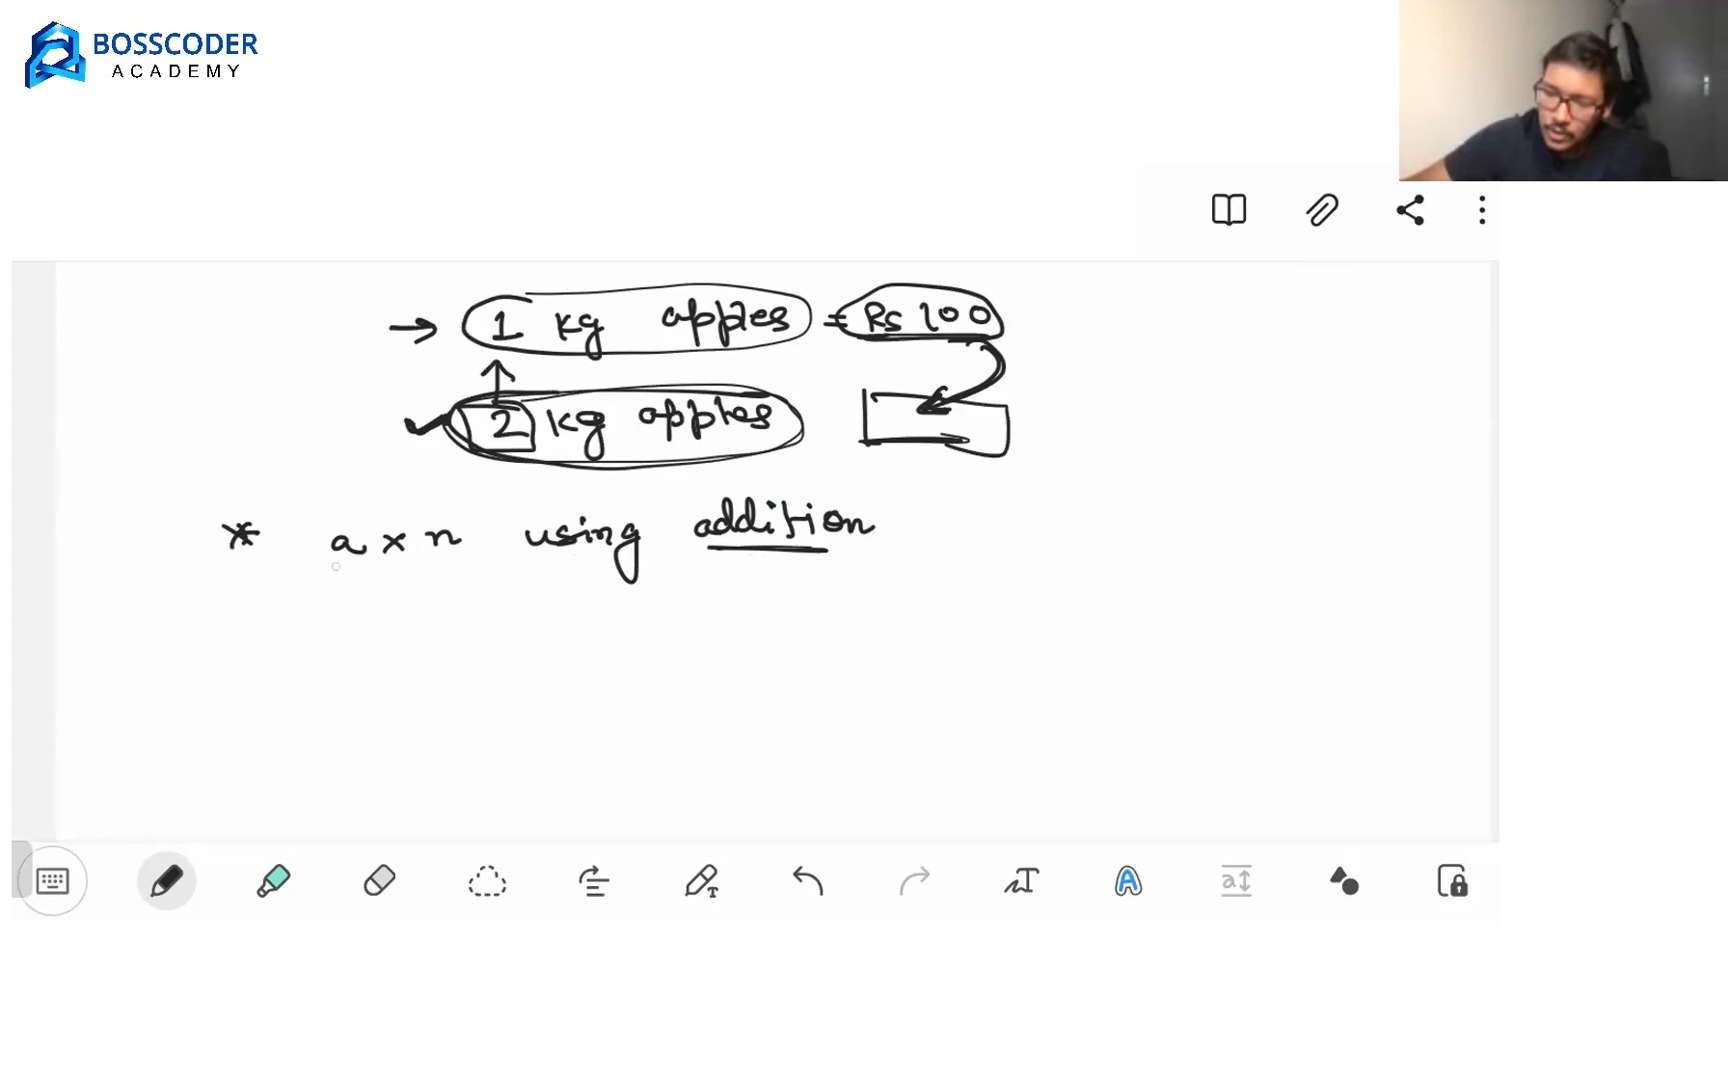 BOSSCODER
ACADEMY
→ 1 kg apples = Rs 100
2 kg apples
* a × n using addition